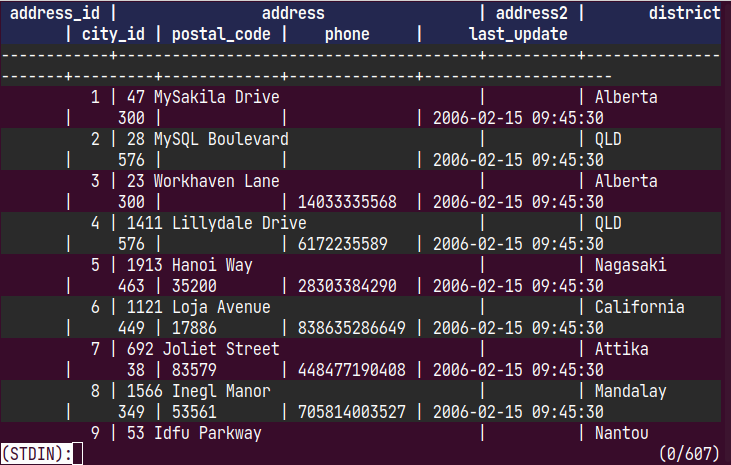 address_id |                address                 | address2 |       district
       | city_id | postal_code |    phone     |     last_update
------------+----------------------------------------+----------+---------------
-------+---------+-------------+--------------+---------------------
         1 | 47 MySakila Drive                      |          | Alberta
       |     300 |             |              | 2006-02-15 09:45:30
         2 | 28 MySQL Boulevard                     |          | QLD
       |     576 |             |              | 2006-02-15 09:45:30
         3 | 23 Workhaven Lane                      |          | Alberta
       |     300 |             | 14033335568  | 2006-02-15 09:45:30
         4 | 1411 Lillydale Drive                   |          | QLD
       |     576 |             | 6172235589   | 2006-02-15 09:45:30
         5 | 1913 Hanoi Way                         |          | Nagasaki
       |     463 | 35200       | 28303384290  | 2006-02-15 09:45:30
         6 | 1121 Loja Avenue                       |          | California
       |     449 | 17886       | 838635286649 | 2006-02-15 09:45:30
         7 | 692 Joliet Street                      |          | Attika
       |      38 | 83579       | 448477190408 | 2006-02-15 09:45:30
         8 | 1566 Inegl Manor                       |          | Mandalay
       |     349 | 53561       | 705814003527 | 2006-02-15 09:45:30
         9 | 53 Idfu Parkway                        |          | Nantou
(STDIN):                                                                 (0/607)